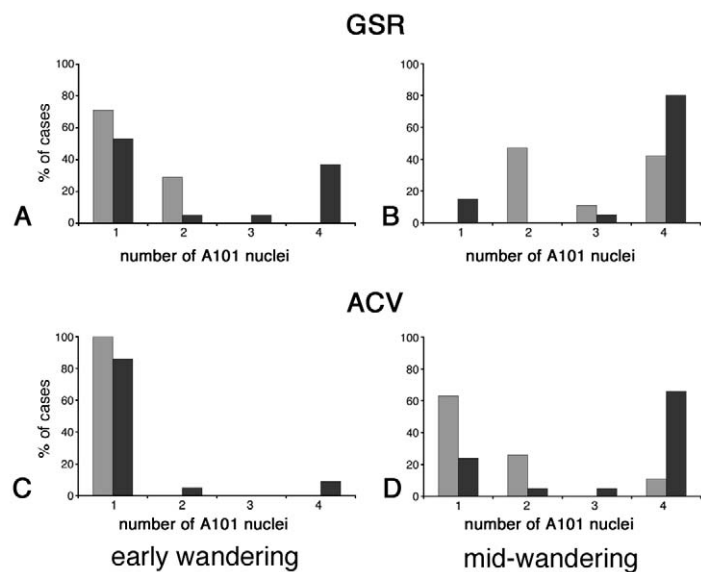 GSR
% of cases
100
80
60
40
20
0
1 2 3 4
number of A101 nuclei
A
100
80
60
40
20
0
1 2 3 4
number of A101 nuclei
B
ACV
% of cases
100
80
60
40
20
0
1 2 3 4
number of A101 nuclei
C
100
80
60
40
20
0
1 2 3 4
number of A101 nuclei
D
early wandering
mid-wandering